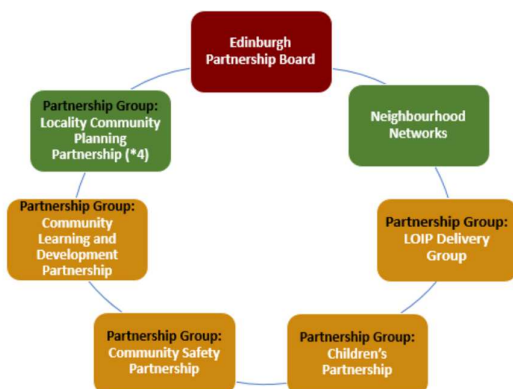 Edinburgh
Partnership Board
Neighbourhood
Networks
Partnership Group:
LOIP Delivery
Group
Partnership Group:
Children's
Partnership
Partnership Group:
Community Safety
Partnership
Partnership Group:
Community
Learning and
Development
Partnership
Partnership Group:
Locality Community
Planning
Partnership (*4)